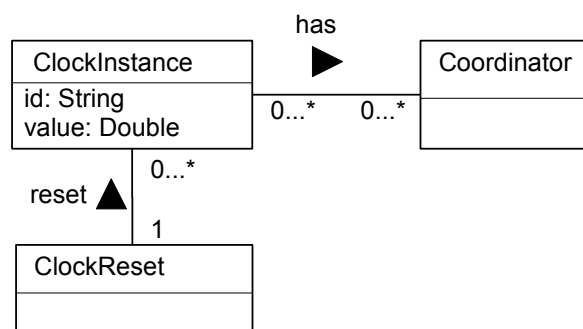 has
ClockInstance
Coordinator
id: String
value: Double
0...*
0...*
0...*
reset
1
ClockReset